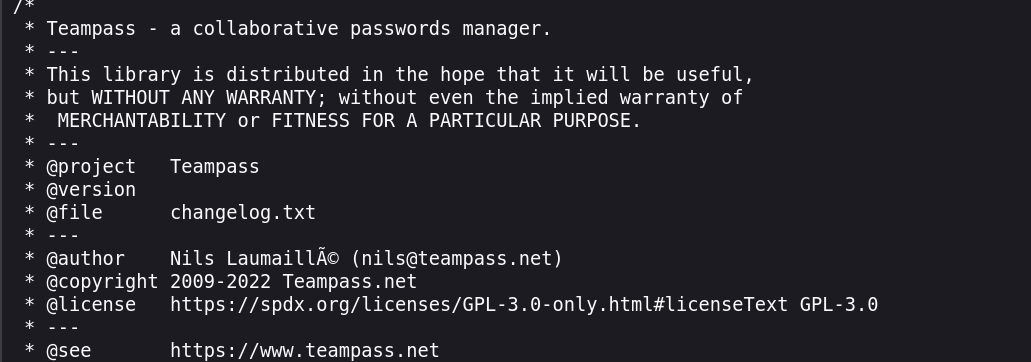 /*
 * Teampass - a collaborative passwords manager.
 * ---
 * This library is distributed in the hope that it will be useful,
 * but WITHOUT ANY WARRANTY; without even the implied warranty of
 *  MERCHANTABILITY or FITNESS FOR A PARTICULAR PURPOSE.
 * ---
 * @project   Teampass
 * @version
 * @file      changelog.txt
 * ---
 * @author    Nils LaumaillÃ© (nils@teampass.net)
 * @copyright 2009-2022 Teampass.net
 * @license   https://spdx.org/licenses/GPL-3.0-only.html#licenseText GPL-3.0
 * ---
 * @see       https://www.teampass.net